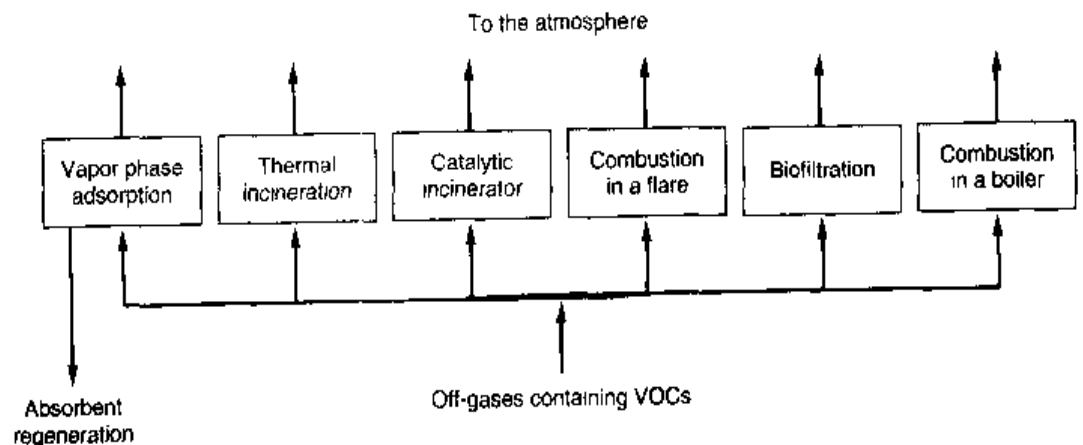 To the atmosphere
Vapor phase
adsorption
Thermal
incineration
Catalytic
incinerator
Combustion
in a flare
Biofiltration
Combustion
in a boiler
Off-gases containing VOCs
Absorbent
regeneration